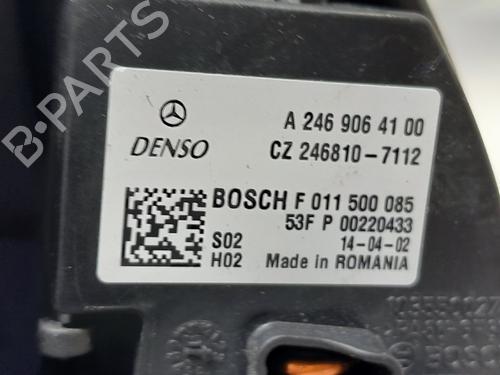 A 246 906 41 00
DENSO
CZ 246810-7112
BOSCH F 011 500 085
53F P 00220433
S02
14-04-02
H02
Made in ROMANIA